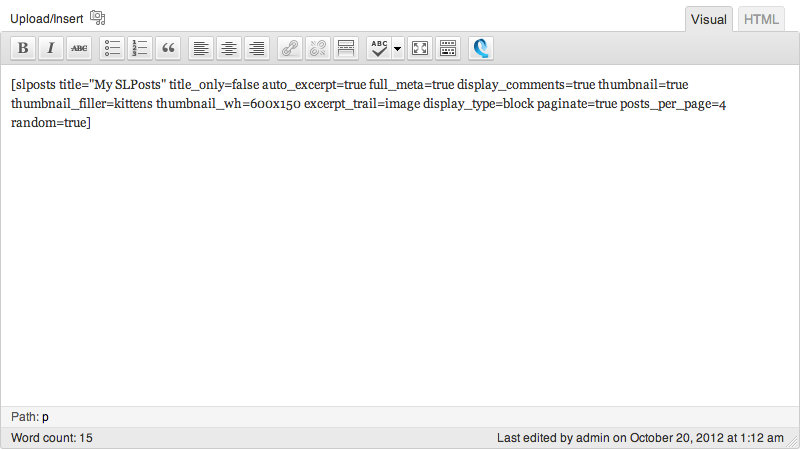 Upload/Insert
Visual
HTML
B I ABC ABC
[slposts title="My SLPosts" title_only=false auto_excerpt=true full_meta=true display_comments=true thumbnail=true
thumbnail_filler=kittens thumbnail_wh=600x150 excerpt_trail=image display_type=block paginate=true posts_per_page=4
random=true]
Path: p
Word count: 15
Last edited by admin on October 20, 2012 at 1:12 am